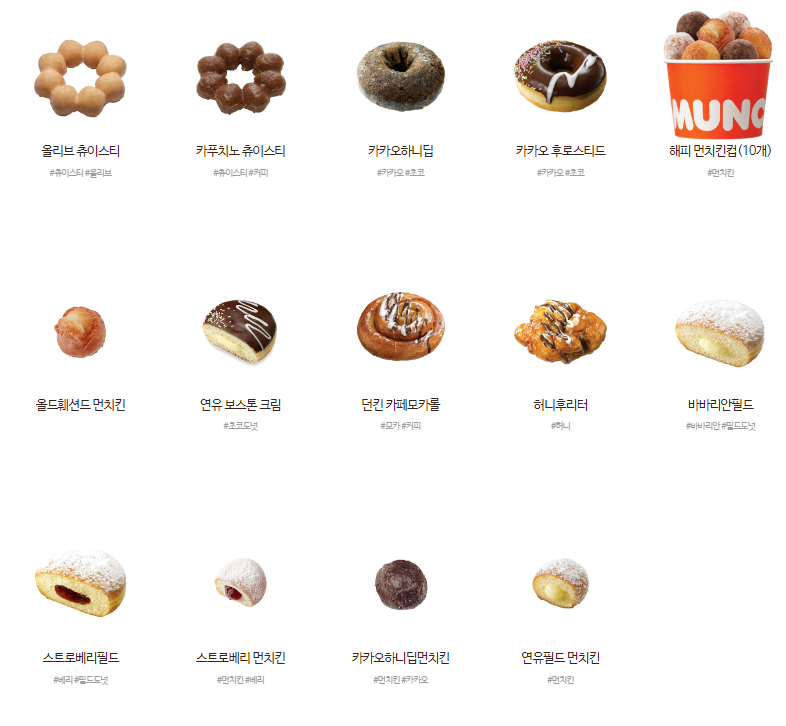 MUNC
올리브 츄이스티
카푸치노 츄이스티
카카오하니딥
카카오 후로스티드
해피 먼치킨컵(10개)
#츄이스티 #올리브
#츄이스티 #커피
#카카오 #초코
#카카오 #초코
#먼치킨
올드훼션드 먼치킨
연유 보스톤 크림
던킨 카페모카롤
허니후리터
바바리안필드
#초코도넛
#모카 #커피
#허니
#바바리안 #필드도넛
스트로베리필드
스트로베리 먼치킨
카카오하니딥먼치킨
연유필드 먼치킨
#베리 #필드도넛
#먼치킨 #베리
#먼치킨 #카카오
#먼치킨